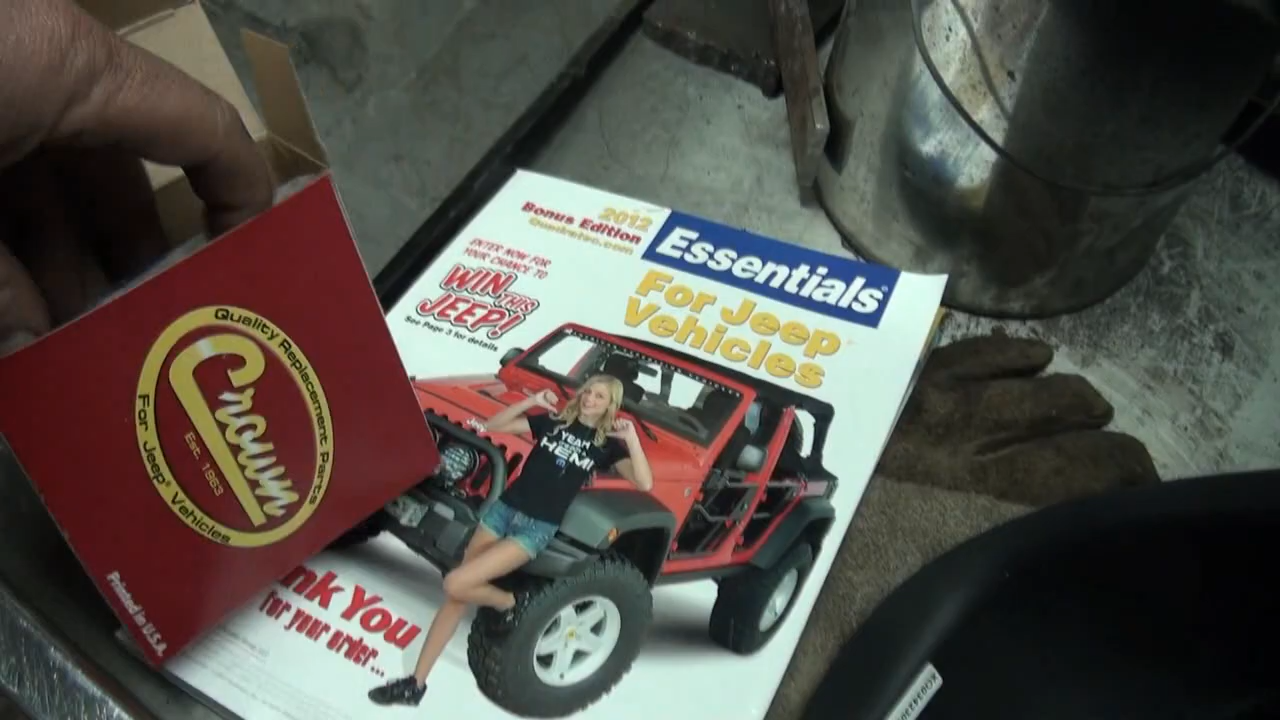 2012
Bonus Edition
Quadratec.com
Essentials
For Jeep
Vehicles
ENTER NOW FOR
YOUR CHANCE TO
WIN THIS
JEEP!
See Page 3 for details
Jeep
YEAH
HEMI
nk You
for your order...
Quality Replacement Parts
Crown
Est. 1963
For Jeep® Vehicles
Printed in U.S.A.